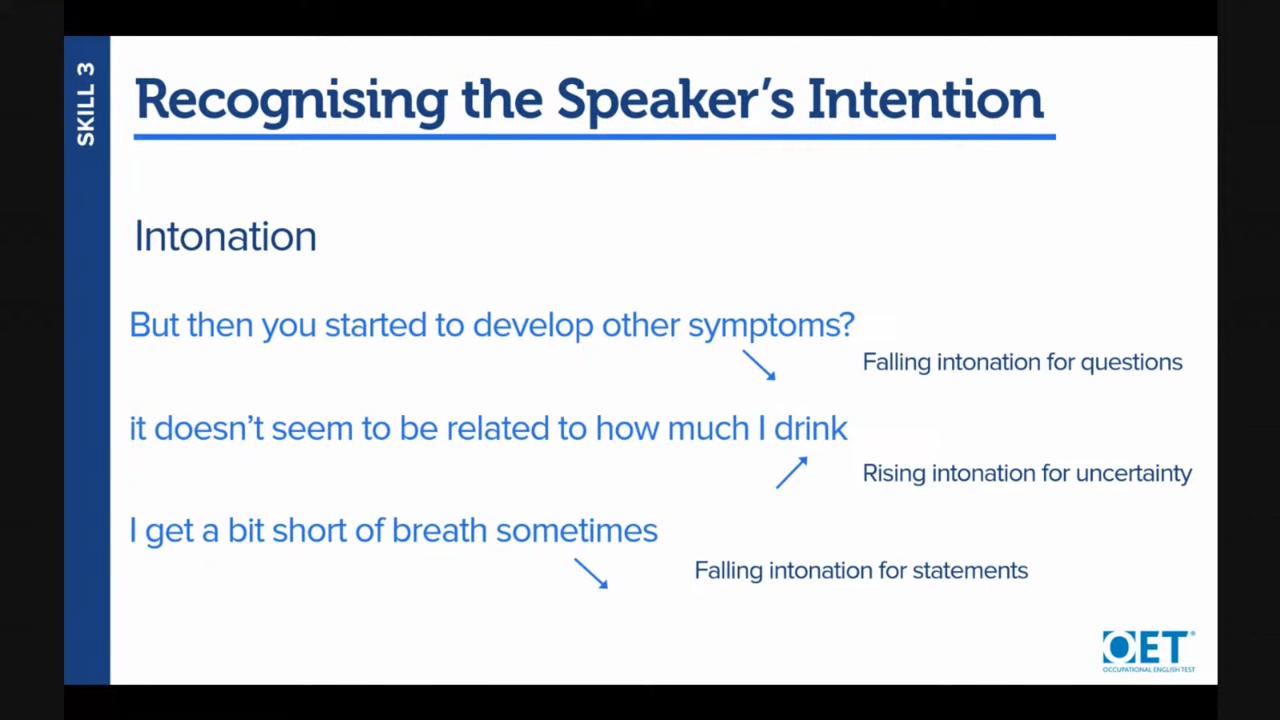 SKILL 3
Recognising the Speaker's Intention
Intonation
But then you started to develop other symptoms?
Falling intonation for questions
it doesn't seem to be related to how much I drink
Rising intonation for uncertainty
I get a bit short of breath sometimes
Falling intonation for statements
OET®
OCCUPATIONAL ENGLISH TEST